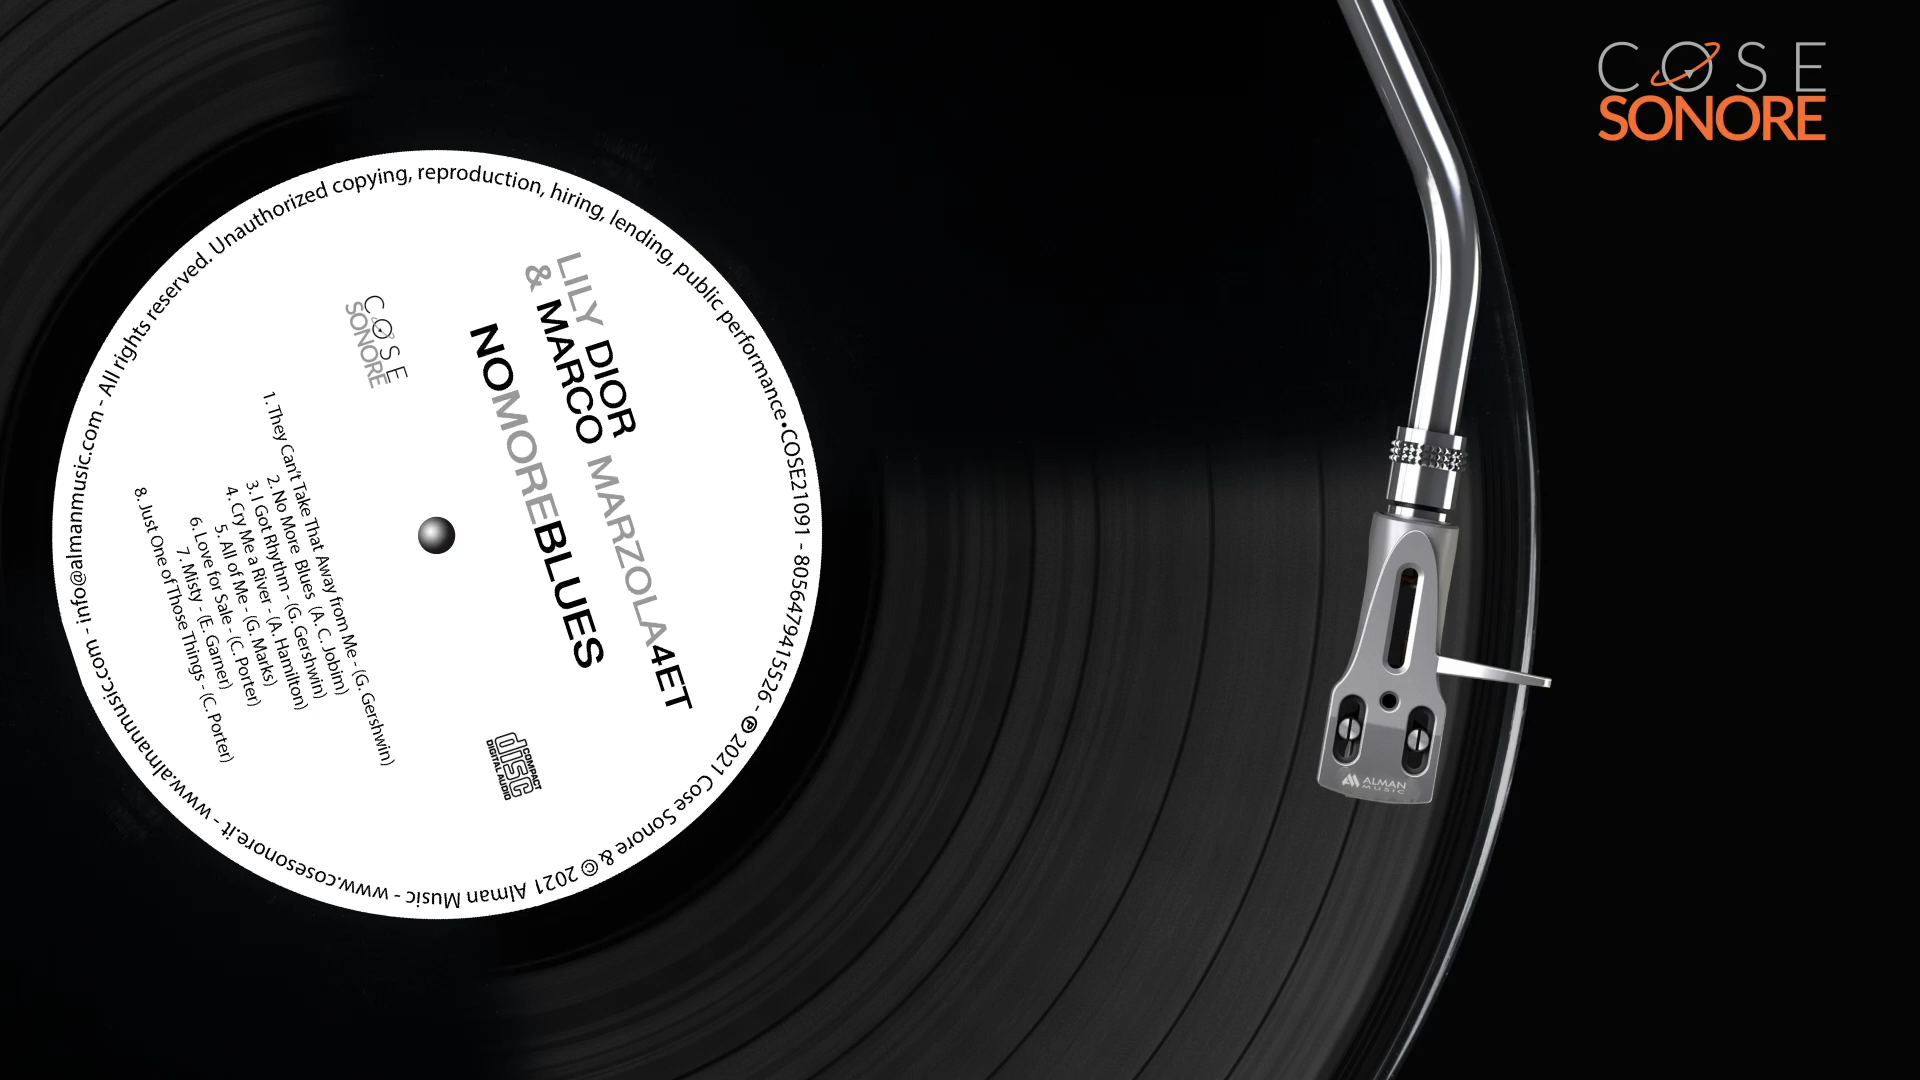 COSE
SONORE
LILY DIOR
& MARCO MARZOLA4ET
NOMOREBLUES
COSE
SONORE
COMPACT
disc
DIGITAL AUDIO
1. They Can't Take That Away from Me - (G. Gershwin)
2. No More Blues (A. C. Jobim)
3. I Got Rhythm - (G. Gershwin)
4. Cry Me a River - (A. Hamilton)
5. All of Me - (G. Marks)
6. Love for Sale - (C. Porter)
7. Misty - (E. Garner)
8. Just One of Those Things - (C. Porter)
COSE21091 - 8056479415526 - ℗ 2021 Cose Sonore & © 2021 Alman Music - www.cosesonore.it - www.almanmusic.com - info@almanmusic.com - All rights reserved. Unauthorized copying, reproduction, hiring, lending, public performance•
ALMAN
MUSIC